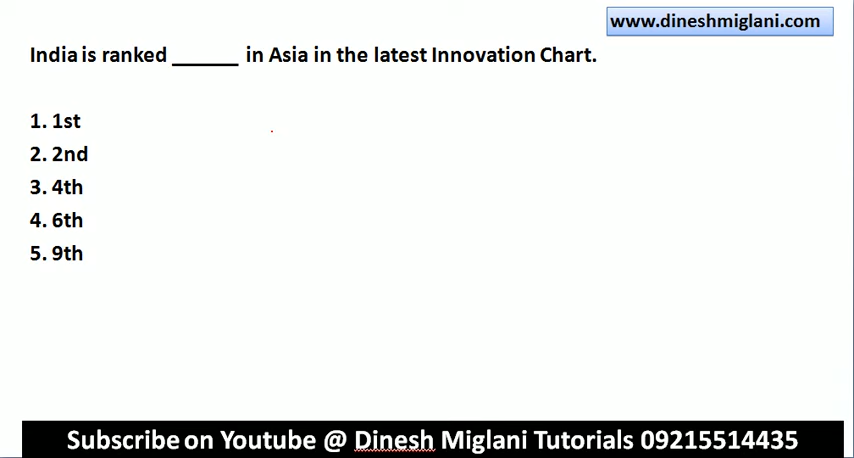 www.dineshmiglani.com
India is ranked ______ in Asia in the latest Innovation Chart.
1. 1st
2. 2nd
3. 4th
4. 6th
5. 9th
Subscribe on Youtube @ Dinesh Miglani Tutorials 09215514435